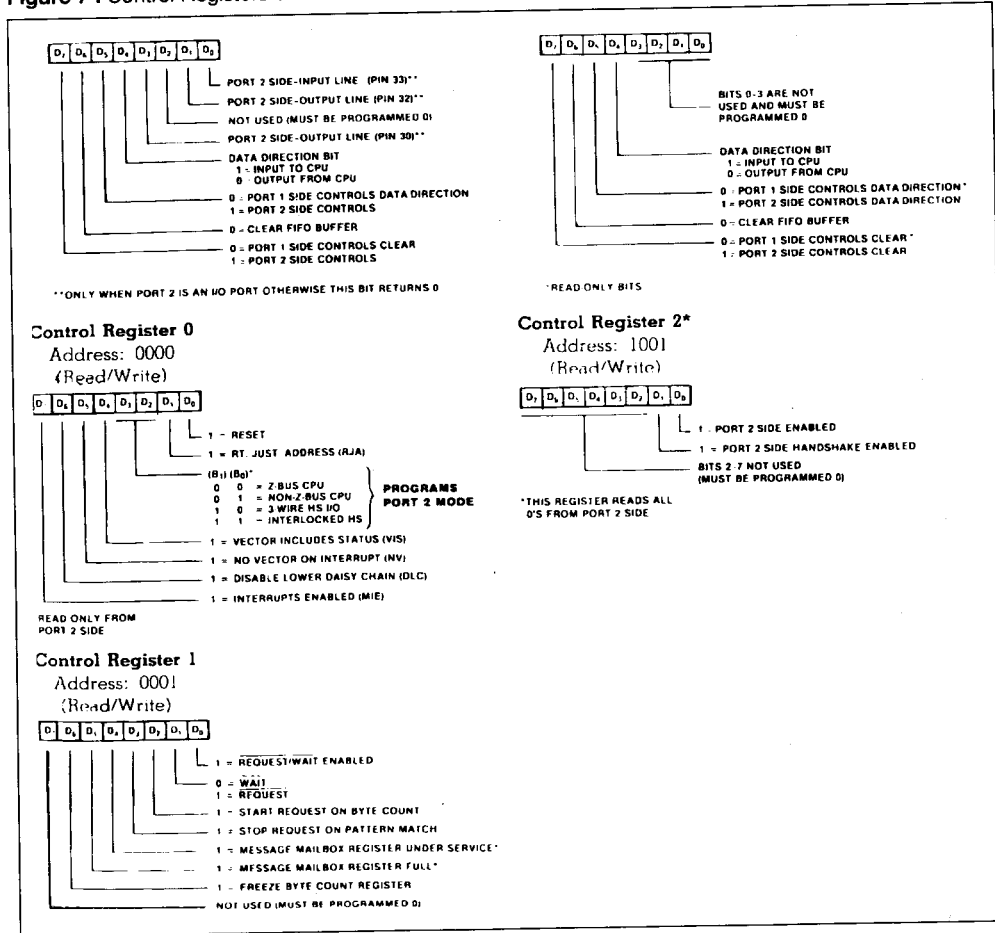 Figure 7 : Control Registers
D7 D6 D5 D4 D3 D2 D1 D0
PORT 2 SIDE-INPUT LINE (PIN 33)**
PORT 2 SIDE-OUTPUT LINE (PIN 32)**
NOT USED (MUST BE PROGRAMMED 0)
PORT 2 SIDE-OUTPUT LINE (PIN 30)**
DATA DIRECTION BIT
1 = INPUT TO CPU
0 = OUTPUT FROM CPU
0 = PORT 1 SIDE CONTROLS DATA DIRECTION
1 = PORT 2 SIDE CONTROLS
0 = CLEAR FIFO BUFFER
0 = PORT 1 SIDE CONTROLS CLEAR
1 = PORT 2 SIDE CONTROLS
**ONLY WHEN PORT 2 IS AN I/O PORT OTHERWISE THIS BIT RETURNS 0
D7 D6 D5 D4 D3 D2 D1 D0
BITS 0-3 ARE NOT
USED AND MUST BE
PROGRAMMED 0
DATA DIRECTION BIT
1 = INPUT TO CPU
0 = OUTPUT FROM CPU
0 = PORT 1 SIDE CONTROLS DATA DIRECTION*
1 = PORT 2 SIDE CONTROLS DATA DIRECTION
0 = CLEAR FIFO BUFFER
0 = PORT 1 SIDE CONTROLS CLEAR*
1 = PORT 2 SIDE CONTROLS CLEAR
*READ ONLY BITS
Control Register 0
Address: 0000
(Read/Write)
D D6 D5 D4 D3 D2 D1 D0
1 = RESET
1 = RT. JUST ADDRESS (RJA)
(B1) (B0)*
0 0 = Z-BUS CPU
0 1 = NON-Z-BUS CPU
1 0 = 3-WIRE HS I/O
1 1 = INTERLOCKED HS
PROGRAMS
PORT 2 MODE
1 = VECTOR INCLUDES STATUS (VIS)
1 = NO VECTOR ON INTERRUPT (NV)
1 = DISABLE LOWER DAISY CHAIN (DLC)
1 = INTERRUPTS ENABLED (MIE)
READ ONLY FROM
PORT 2 SIDE
Control Register 2*
Address: 1001
(Read/Write)
D7 D6 D5 D4 D3 D2 D1 D0
1 = PORT 2 SIDE ENABLED
1 = PORT 2 SIDE HANDSHAKE ENABLED
BITS 2-7 NOT USED
(MUST BE PROGRAMMED 0)
*THIS REGISTER READS ALL
0'S FROM PORT 2 SIDE
Control Register 1
Address: 0001
(Read/Write)
D D6 D5 D4 D3 D2 D1 D0
1 = REQUEST/WAIT ENABLED
0 = WAIT
1 = REQUEST
1 = START REQUEST ON BYTE COUNT
1 = STOP REQUEST ON PATTERN MATCH
1 = MESSAGE MAILBOX REGISTER UNDER SERVICE*
1 = MESSAGE MAILBOX REGISTER FULL*
1 = FREEZE BYTE COUNT REGISTER
NOT USED (MUST BE PROGRAMMED 0)